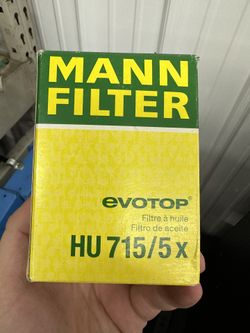 MANN
FILTER
evotop
Filtre à huile
Filtro de aceite
HU 715/5 x